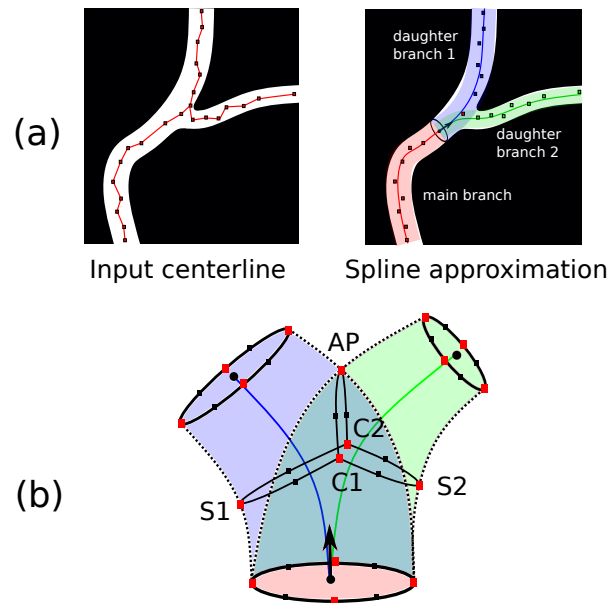 (a)
daughter
branch 1
daughter
branch 2
main branch
Input centerline
Spline approximation
(b)
AP
C2
C1
S1
S2